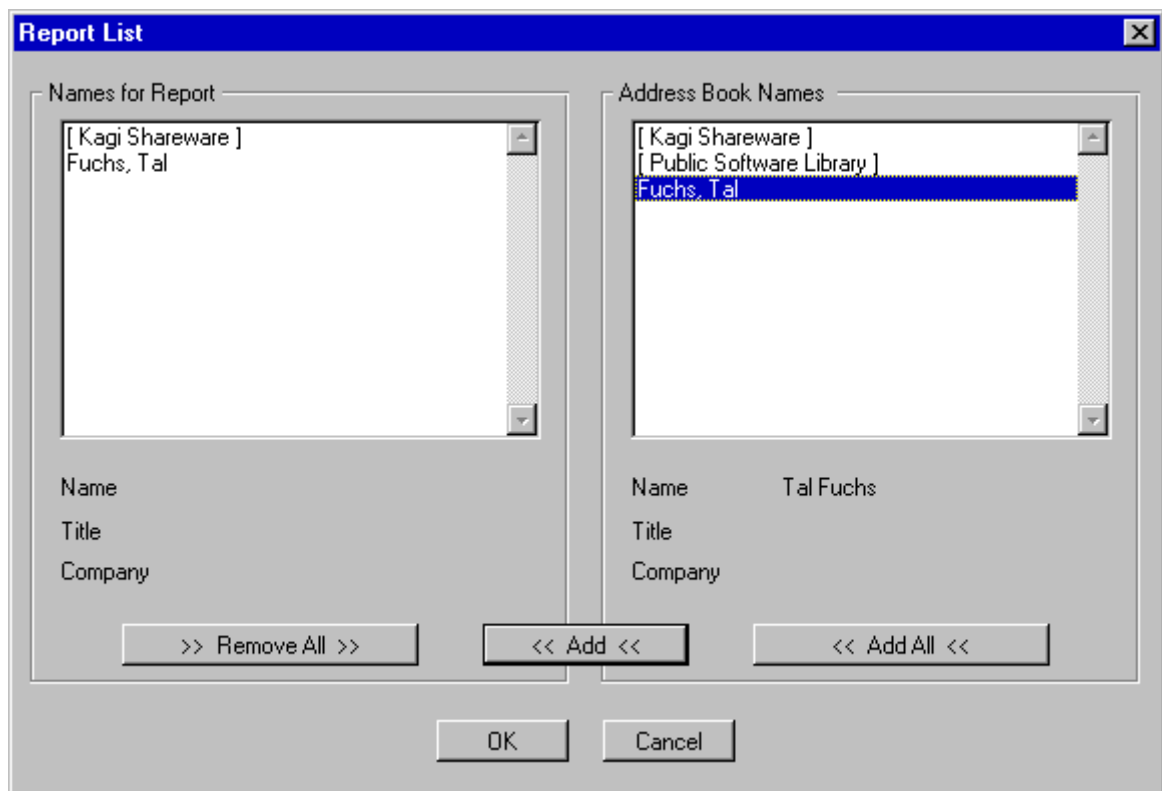 Report List
Names for Report
[ Kagi Shareware ]
Fuchs, Tal
Name
Title
Company
>> Remove All >>
Address Book Names
[ Kagi Shareware ]
[ Public Software Library ]
Fuchs, Tal
Name Tal Fuchs
Title
Company
<< Add <<
<< Add All <<
OK
Cancel